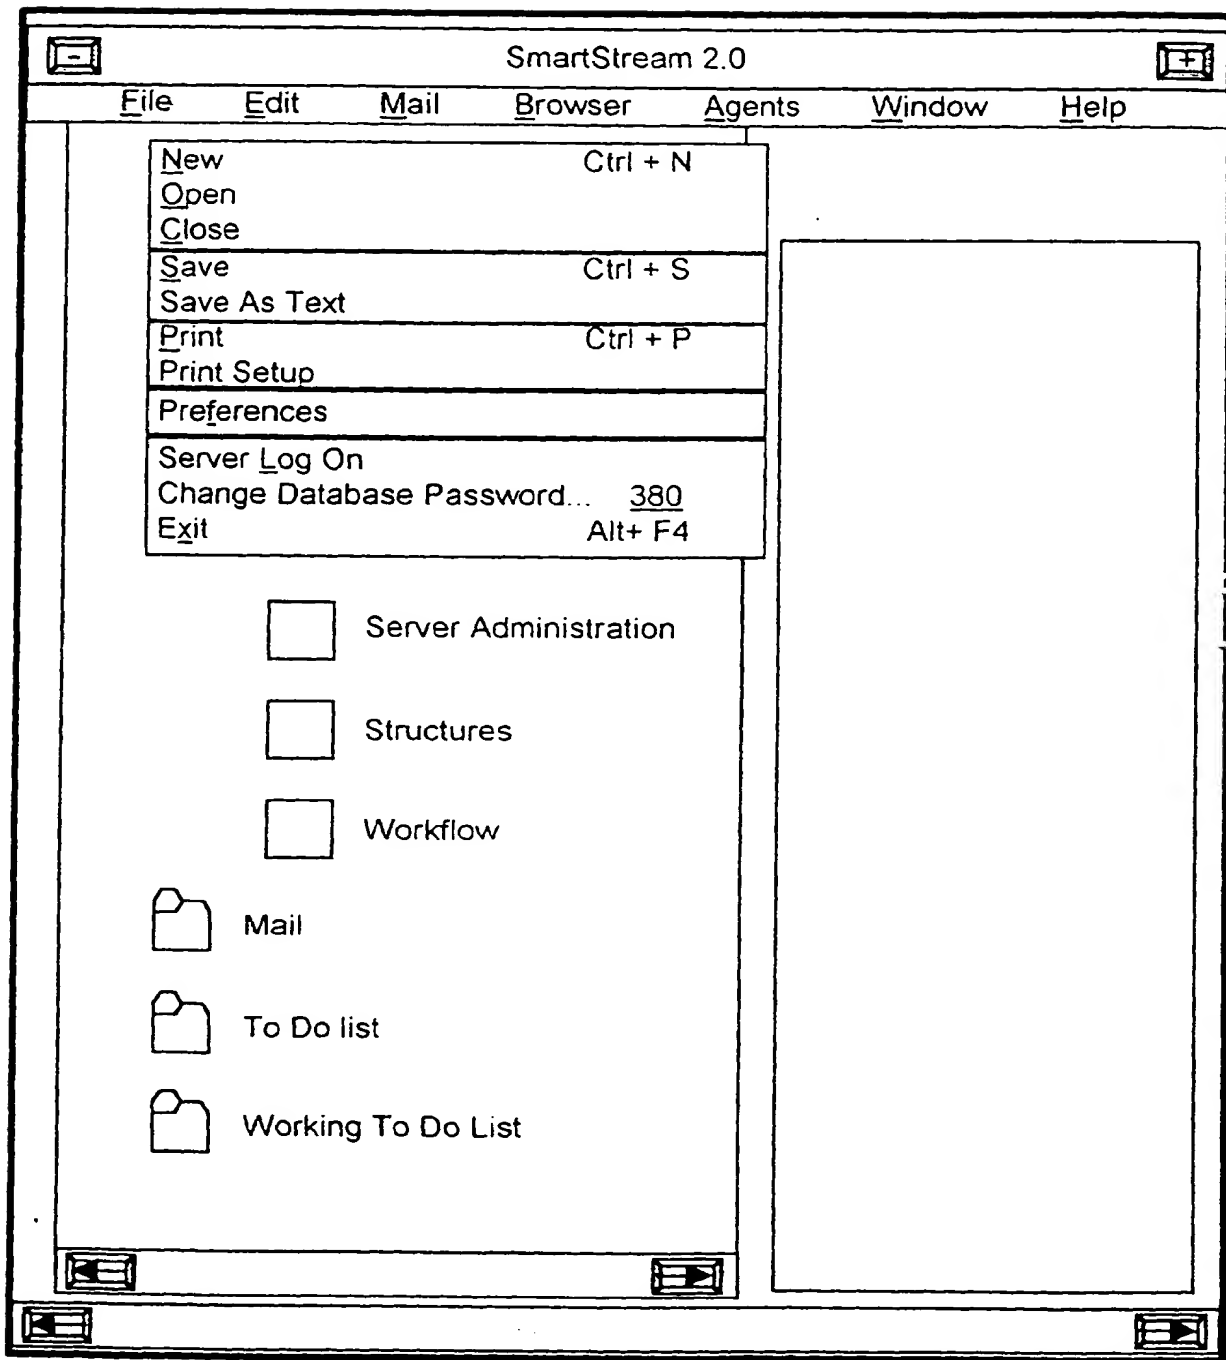 SmartStream 2.0
File Edit Mail Browser Agents Window Help
New Ctrl + N
Open
Close
Save Ctrl + S
Save As Text
Print Ctrl + P
Print Setup
Preferences
Server Log On
Change Database Password... 380
Exit Alt+ F4
Server Administration
Structures
Workflow
Mail
To Do list
Working To Do List